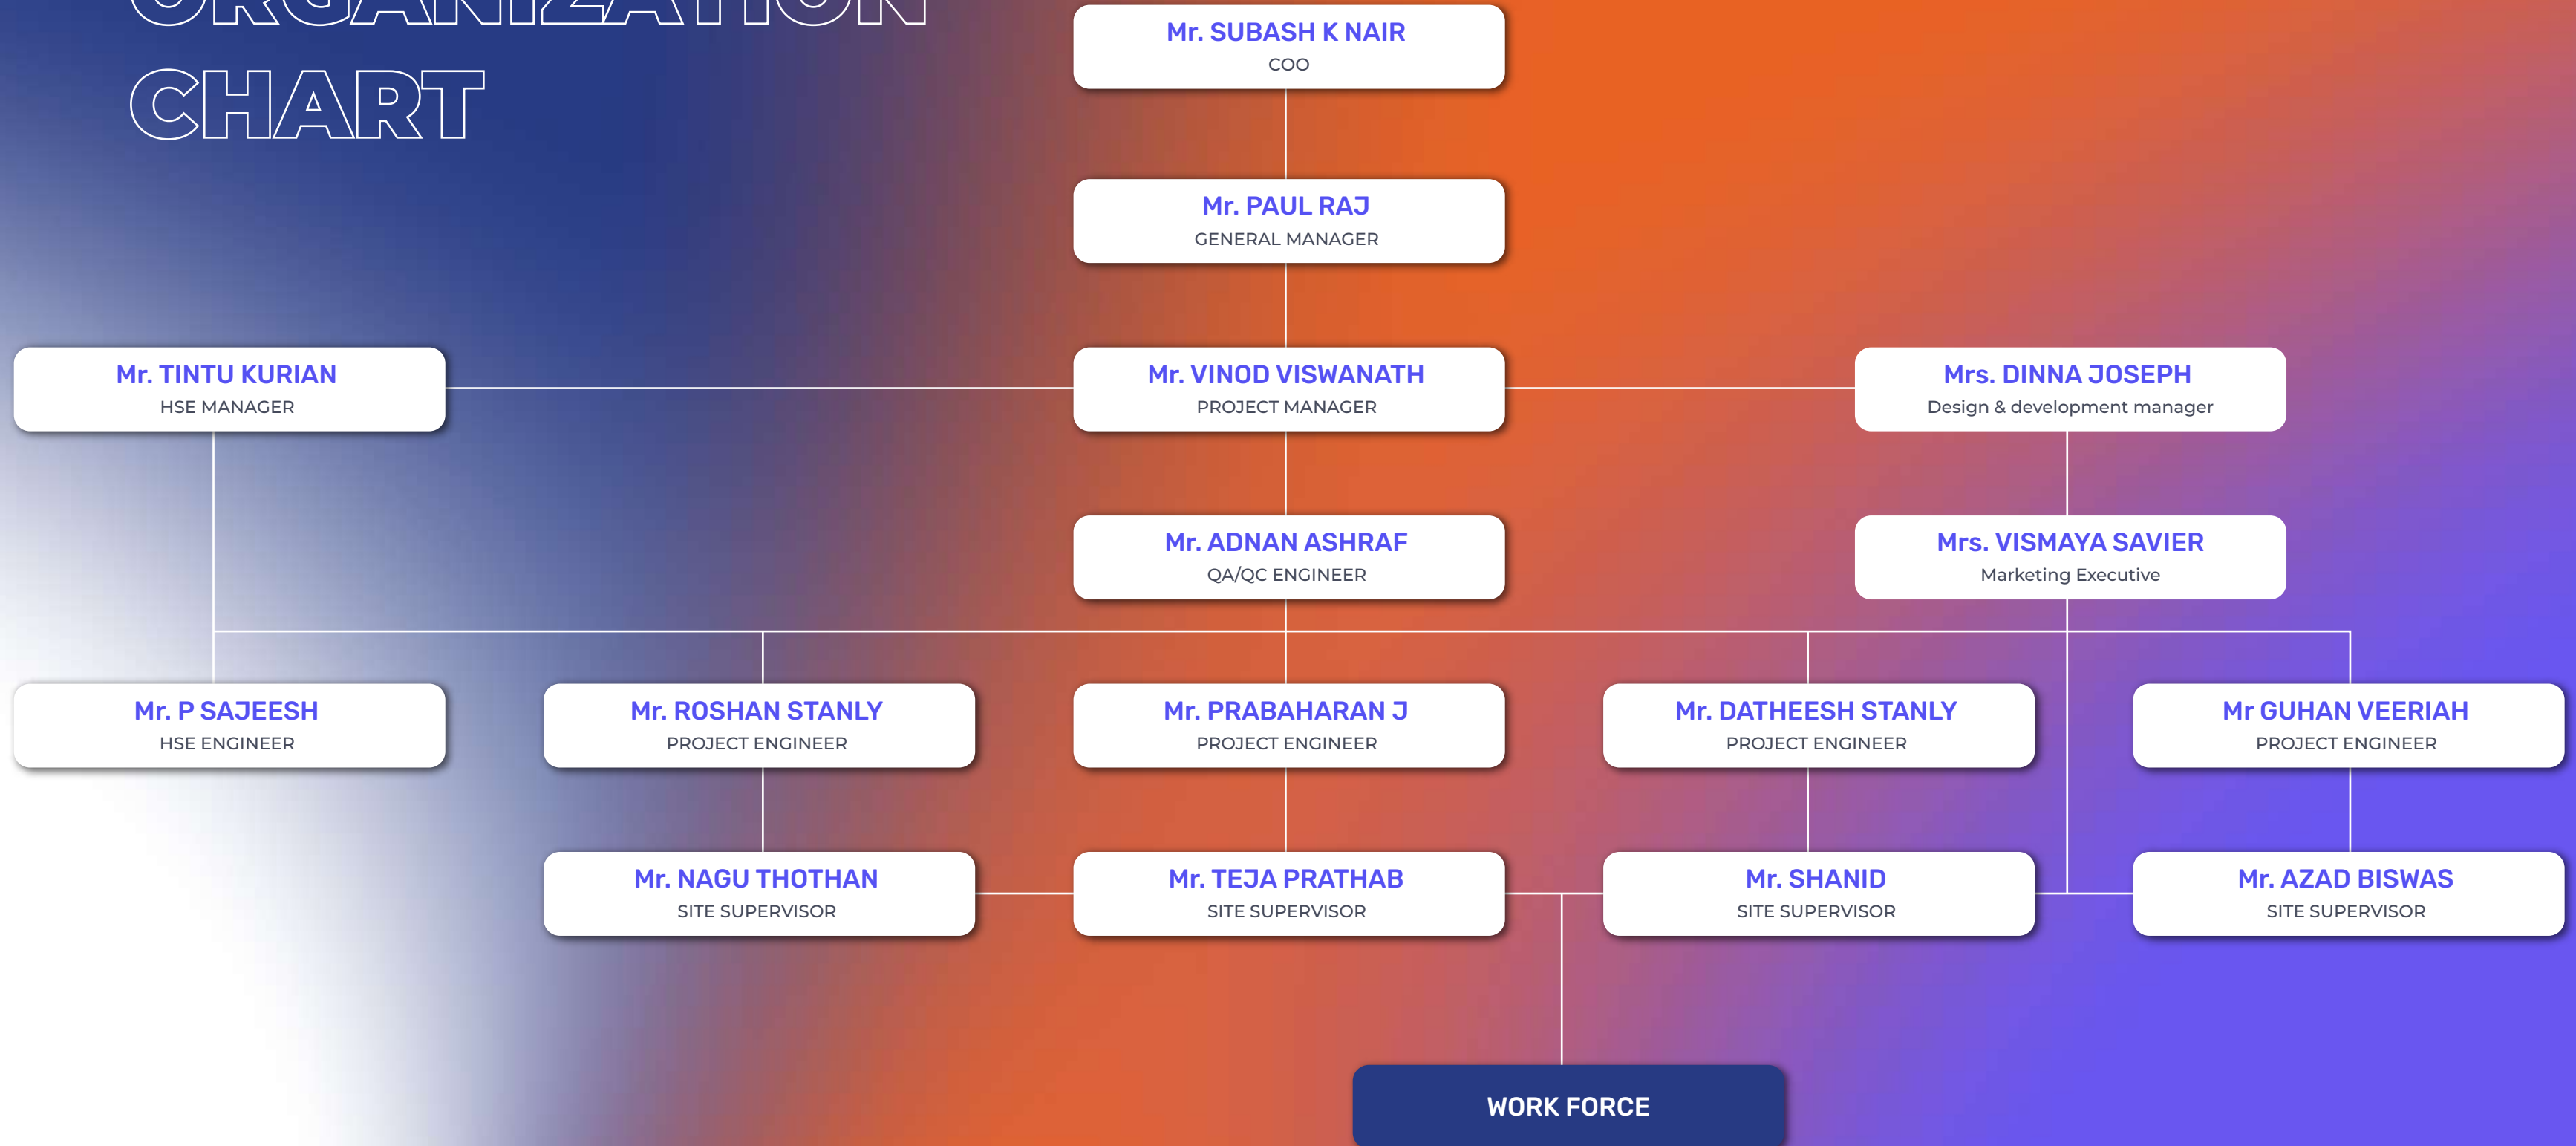 ORGANIZATION
CHART
Mr. SUBASH K NAIR
COO
Mr. PAUL RAJ
GENERAL MANAGER
Mr. TINTU KURIAN
HSE MANAGER
Mr. VINOD VISWANATH
PROJECT MANAGER
Mrs. DINNA JOSEPH
Design & development manager
Mr. ADNAN ASHRAF
QA/QC ENGINEER
Mrs. VISMAYA SAVIER
Marketing Executive
Mr. P SAJEESH
HSE ENGINEER
Mr. ROSHAN STANLY
PROJECT ENGINEER
Mr. PRABAHARAN J
PROJECT ENGINEER
Mr. DATHEESH STANLY
PROJECT ENGINEER
Mr GUHAN VEERIAH
PROJECT ENGINEER
Mr. NAGU THOTHAN
SITE SUPERVISOR
Mr. TEJA PRATHAB
SITE SUPERVISOR
Mr. SHANID
SITE SUPERVISOR
Mr. AZAD BISWAS
SITE SUPERVISOR
WORK FORCE